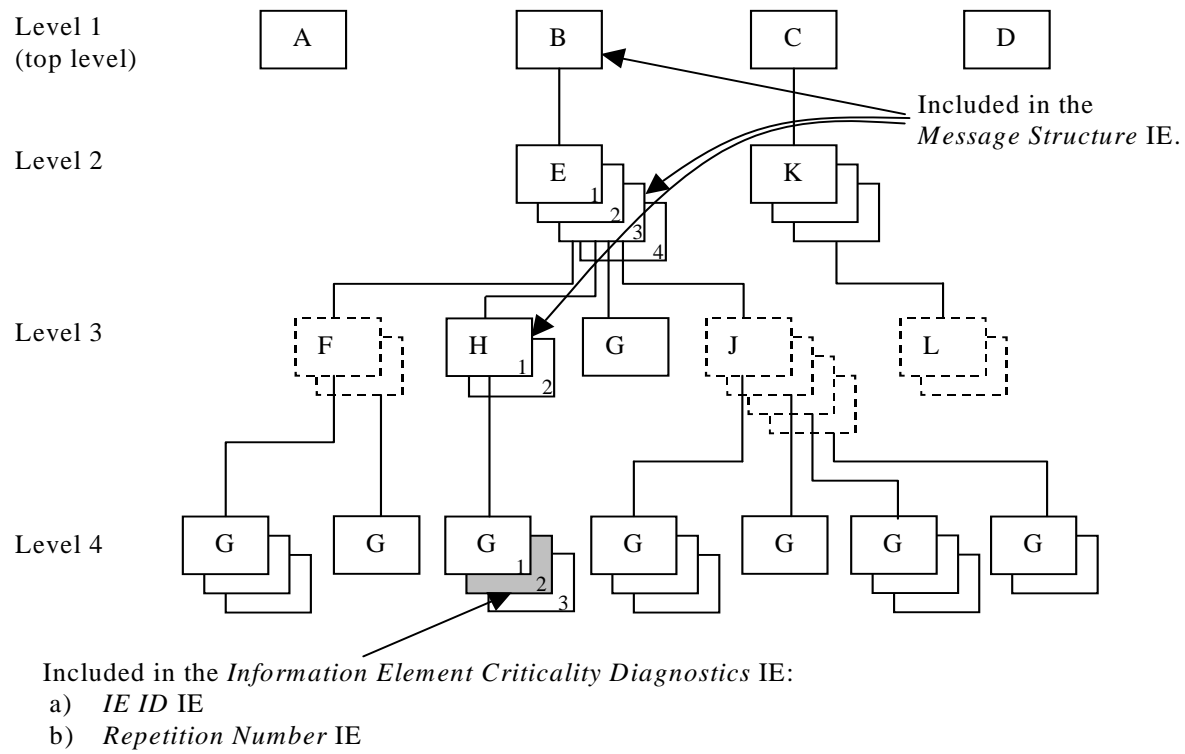 Level 1
(top level)
A
B
C
D
Included in the
Message Structure IE.
Level 2
E
1
2
3
4
K
Level 3
F
H
1
2
G
J
L
Level 4
G
G
G
1
2
3
G
G
G
G
Included in the Information Element Criticality Diagnostics IE:
a) IE ID IE
b) Repetition Number IE